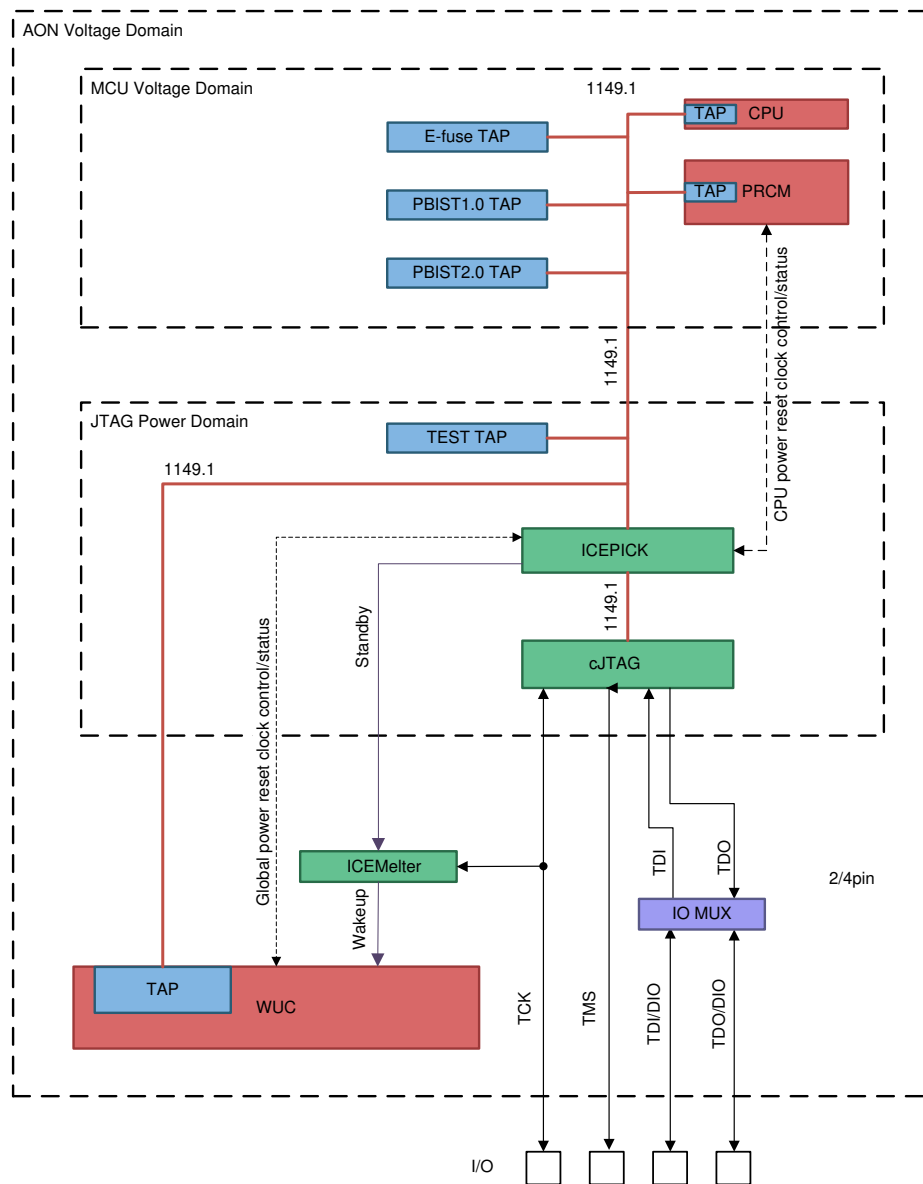 AON Voltage Domain
MCU Voltage Domain
1149.1
TAP
CPU
E-fuse TAP
TAP
PRCM
PBIST1.0 TAP
PBIST2.0 TAP
1149.1
CPU power reset clock control/status
JTAG Power Domain
TEST TAP
1149.1
ICEPICK
1149.1
Standby
Global power reset clock control/status
cJTAG
TDI
TDO
ICEMelter
2/4pin
IO MUX
Wakeup
TAP
WUC
TCK
TMS
TDI/DIO
TDO/DIO
I/O